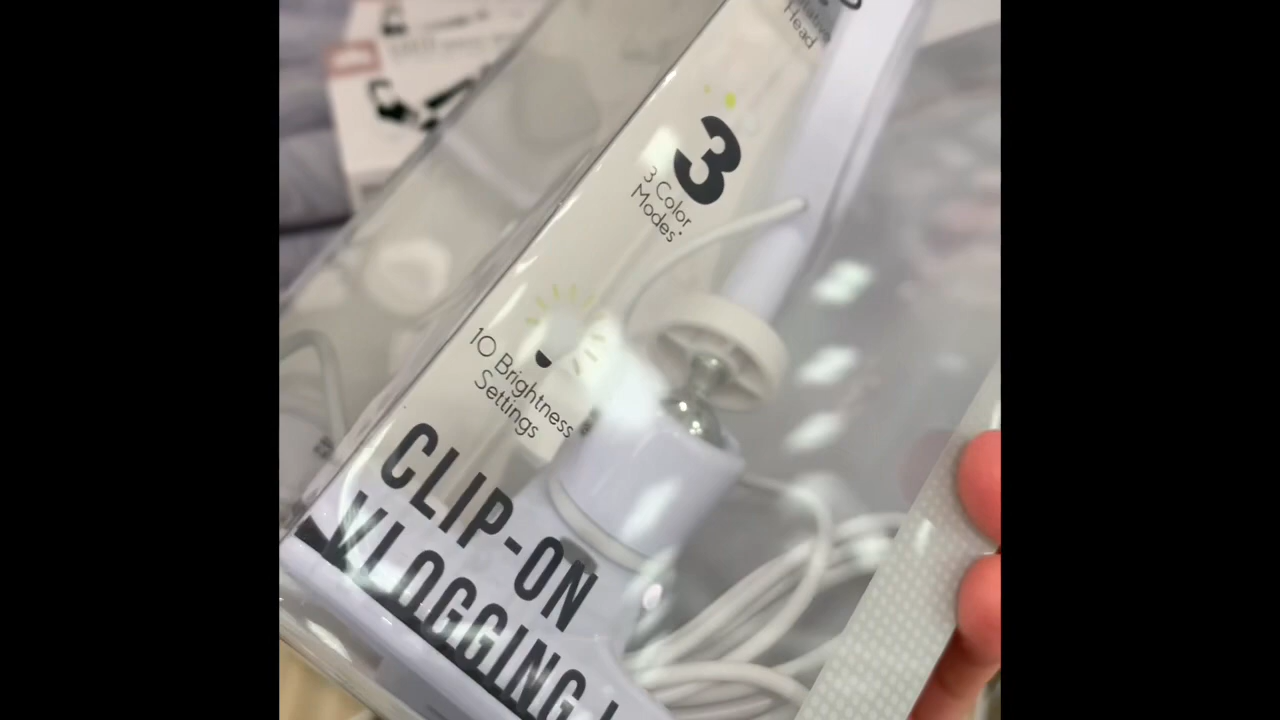 Head
3
3 Color
Modes*
10 Brightness
Settings
CLIP-ON
VLOGGING